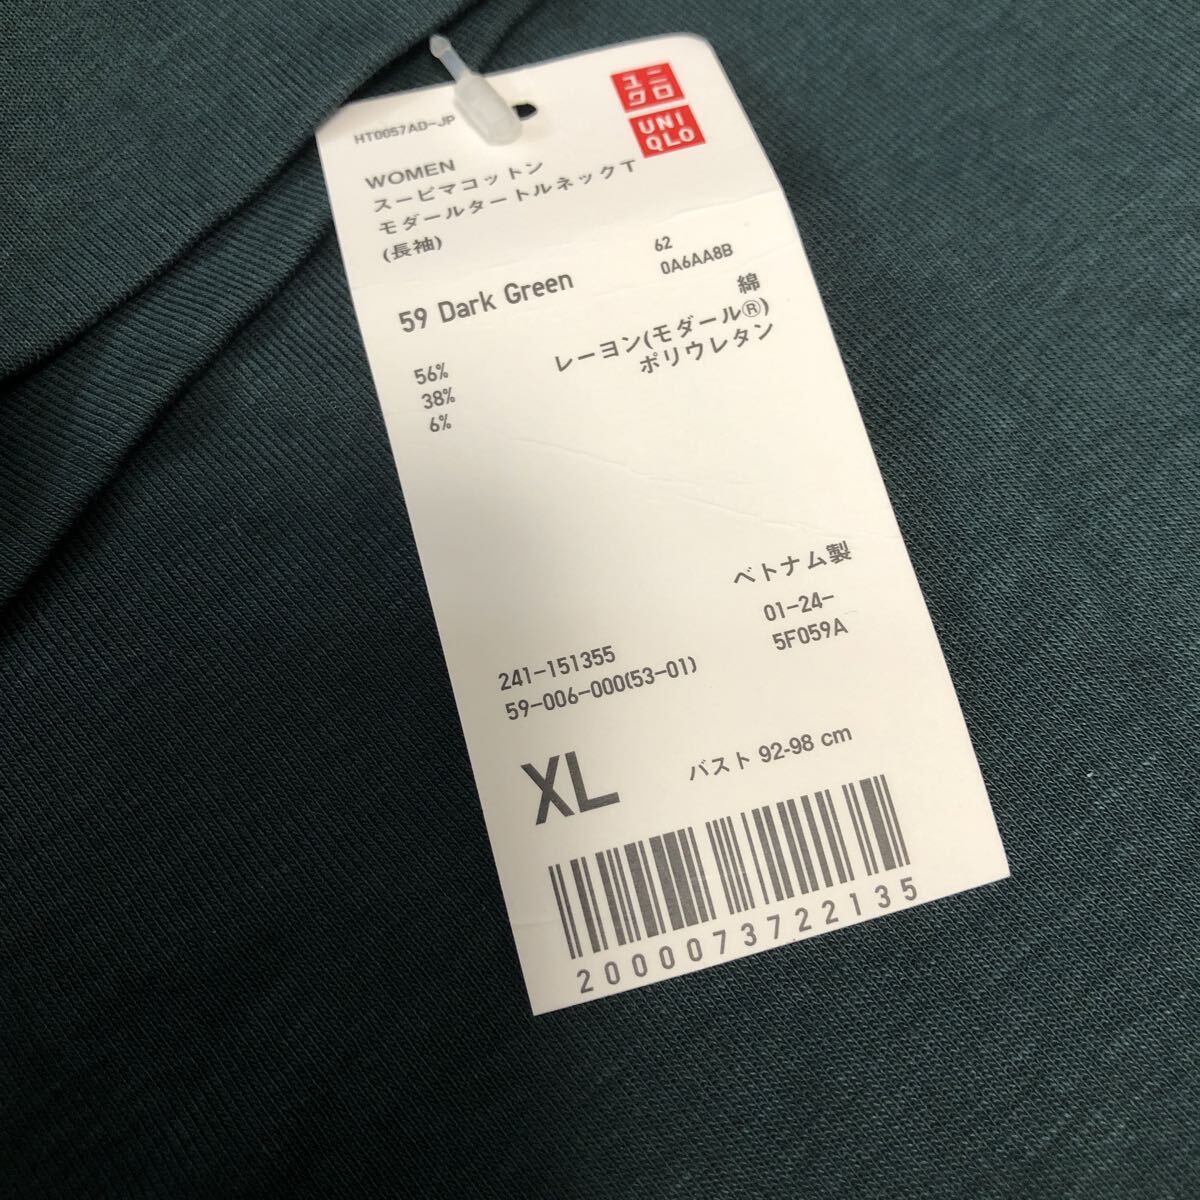 ユニ
クロ
UNI
QLO
HT0057AD-JP
WOMEN
スーピマコットン
モダールタートルネックT
(長袖)
62
0A6AA8B
59 Dark Green
56% 綿
38% レーヨン(モダール®)
6% ポリウレタン
ベトナム製
01-24-
5F059A
241-151355
59-006-000(53-01)
XL バスト 92-98 cm
2000073722135